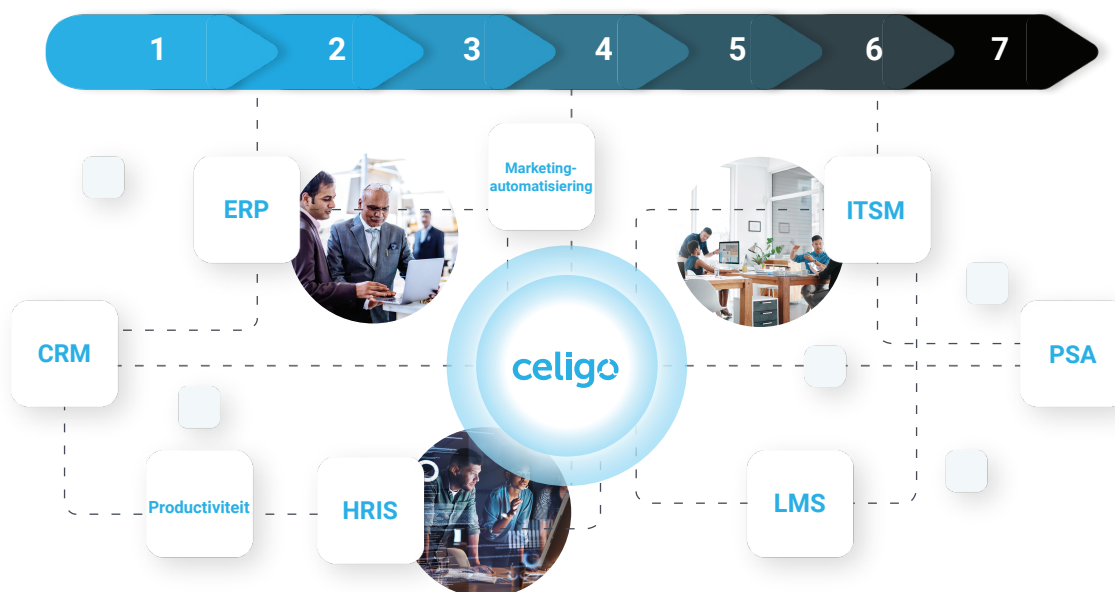 1 2 3 4 5 6 7
Marketing-
automatisiering
ERP
ITSM
CRM
celigo
PSA
Productiviteit
HRIS
LMS